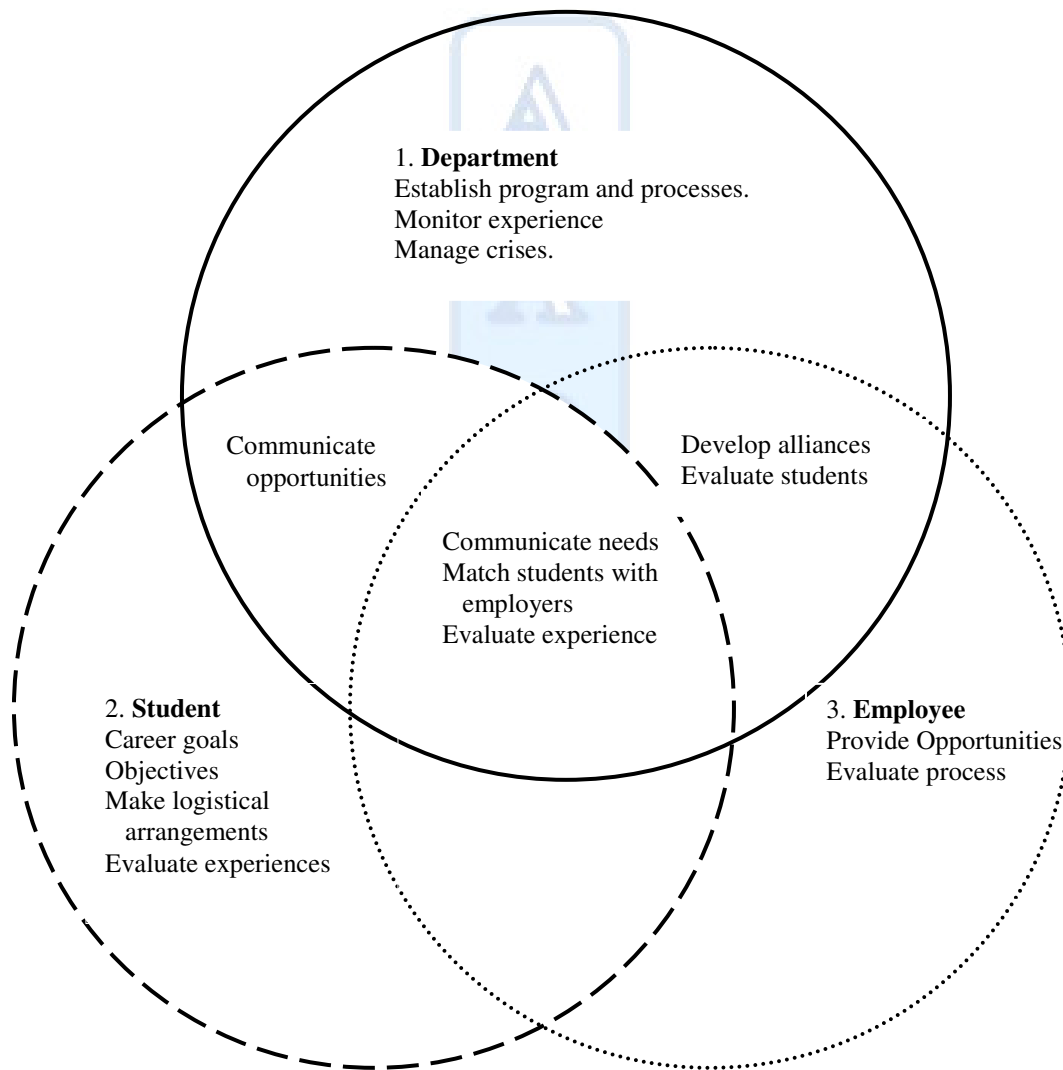 1. Department
Establish program and processes.
Monitor experience
Manage crises.
Communicate
opportunities
Develop alliances
Evaluate students
Communicate needs
Match students with
employers
Evaluate experience
2. Student
Career goals
Objectives
Make logistical
arrangements
Evaluate experiences
3. Employee
Provide Opportunities
Evaluate process